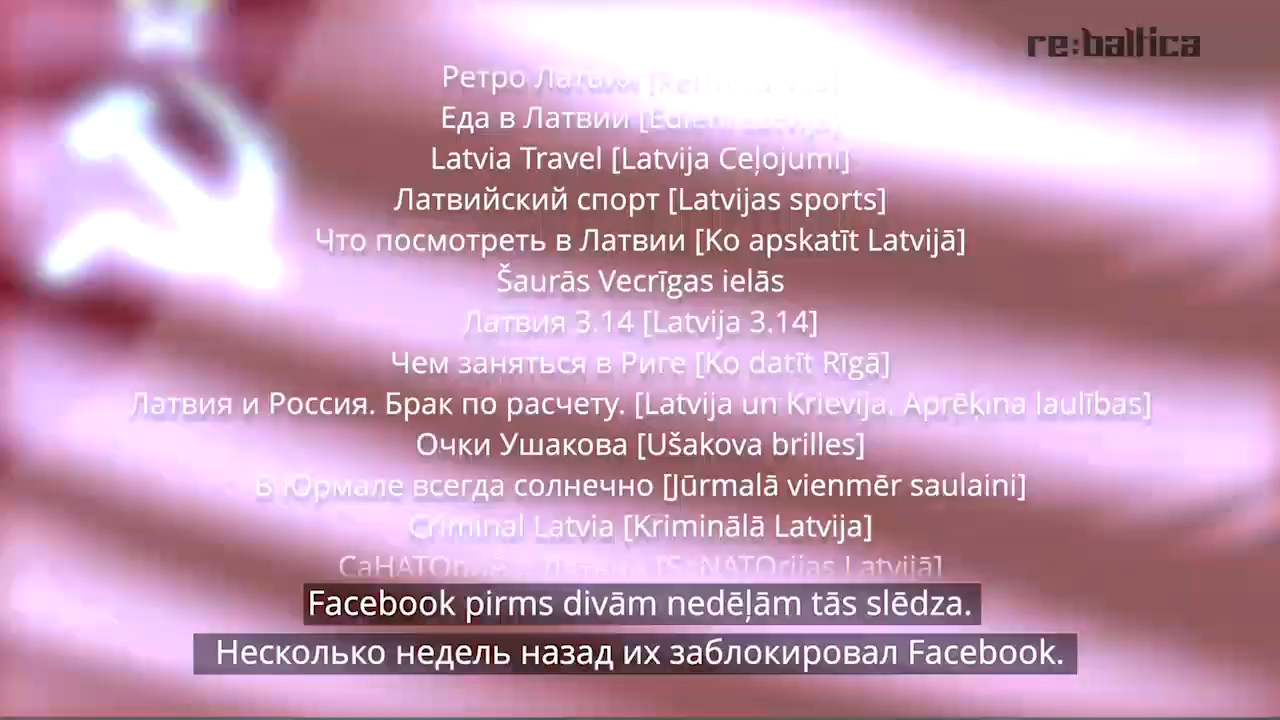 re:baltica
Ретро Латвия
Еда в Латвии
Latvia Travel [Latvija Ceļojumi]
Латвийский спорт [Latvijas sports]
Что посмотреть в Латвии [Ko apskatīt Latvijā]
Šaurās Vecrīgas ielās
Латвия 3.14 [Latvija 3.14]
Чем заняться в Риге [Ko datīt Rīgā]
Латвия и Россия. Брак по расчету. [Latvija un Krievija. Aprēķina laulības]
Очки Ушакова [Ušakova brilles]
В Юрмале всегда солнечно [Jūrmalā vienmēr saulaini]
Criminal Latvia [Kriminālā Latvija]
[SaNATOrijas Latvijā]
Facebook pirms divām nedēļām tās slēdza.
Несколько недель назад их заблокировал Facebook.